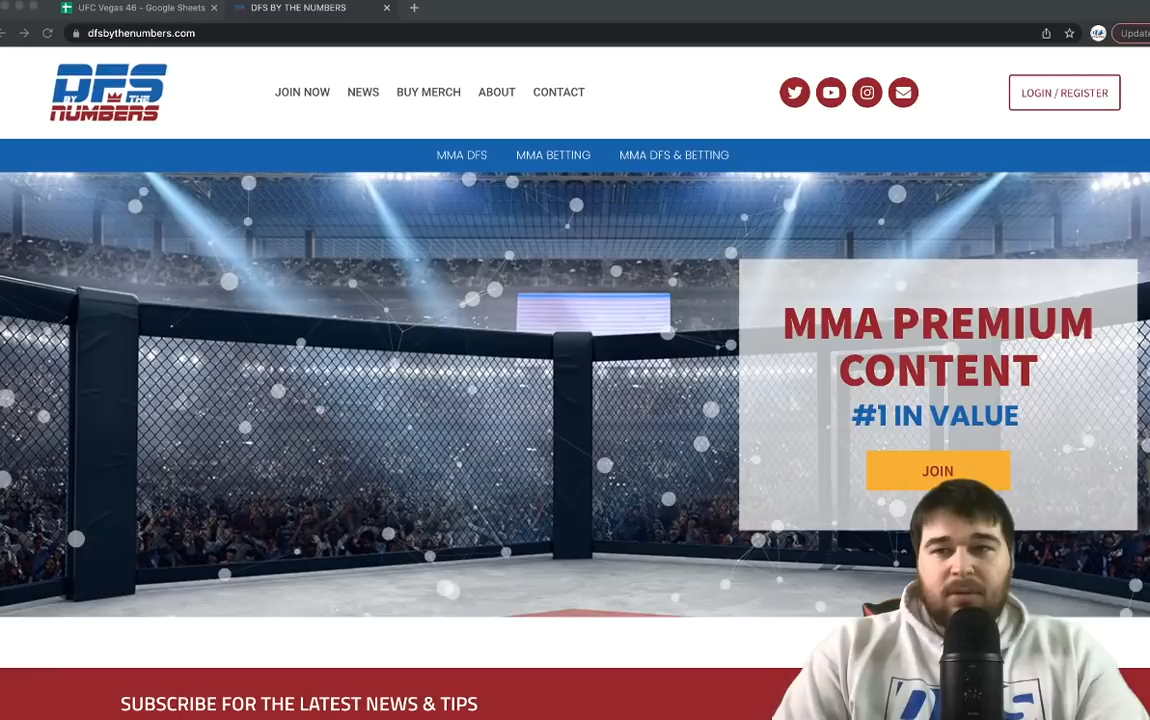 UFC Vegas 46 - Google Sheets
DFS BY THE NUMBERS
dfsbythenumbers.com
Update
DFS
BY THE
NUMBERS
JOIN NOW
NEWS
BUY MERCH
ABOUT
CONTACT
LOGIN / REGISTER
MMA DFS
MMA BETTING
MMA DFS & BETTING
MMA PREMIUM
CONTENT
#1 IN VALUE
JOIN
SUBSCRIBE FOR THE LATEST NEWS & TIPS
DFS